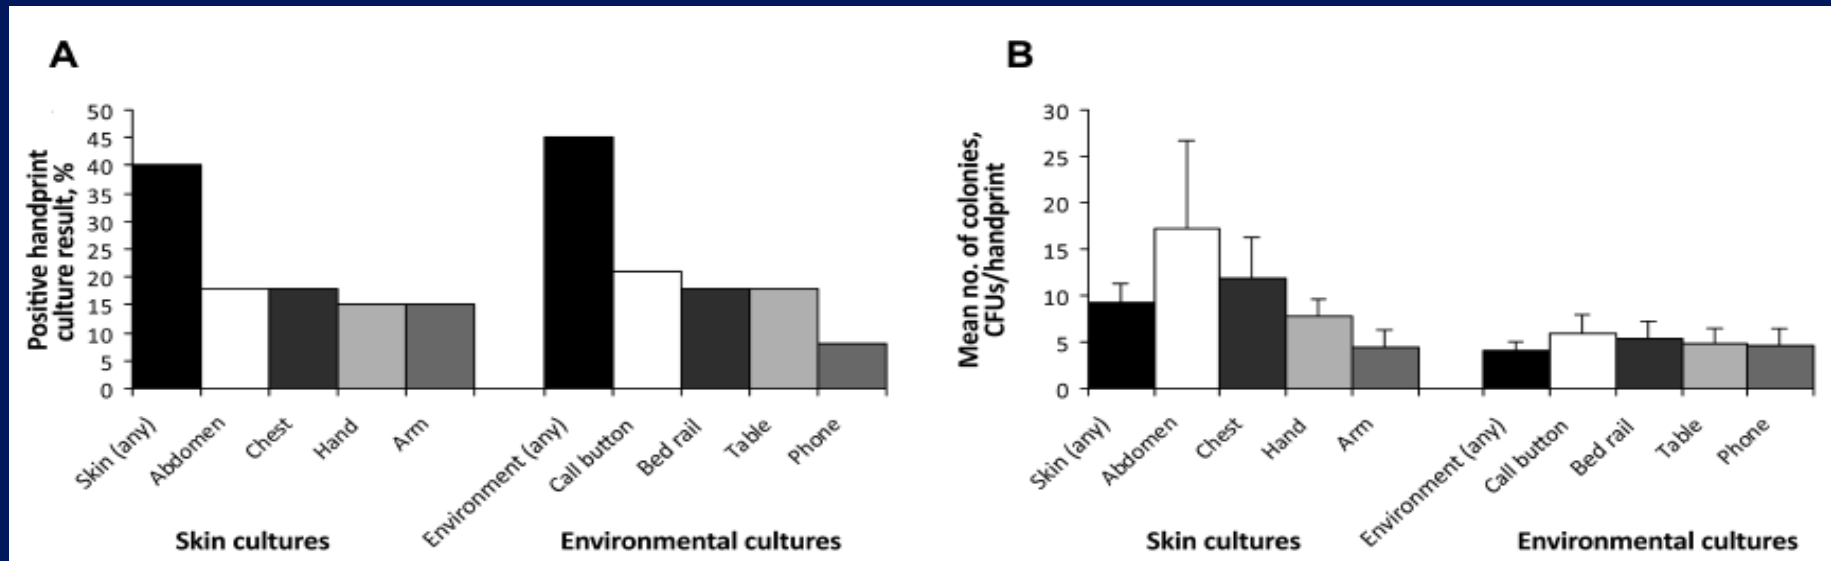 A
Positive handprint
culture result, %
50
45
40
35
30
25
20
15
10
5
0
Skin (any)
Abdomen
Chest
Hand
Arm
Environment (any)
Call button
Bed rail
Table
Phone
Skin cultures
Environmental cultures
B
Mean no. of colonies,
CFUs/handprint
30
25
20
15
10
5
0
Skin (any)
Abdomen
Chest
Hand
Arm
Environment (any)
Call button
Bed rail
Table
Phone
Skin cultures
Environmental cultures